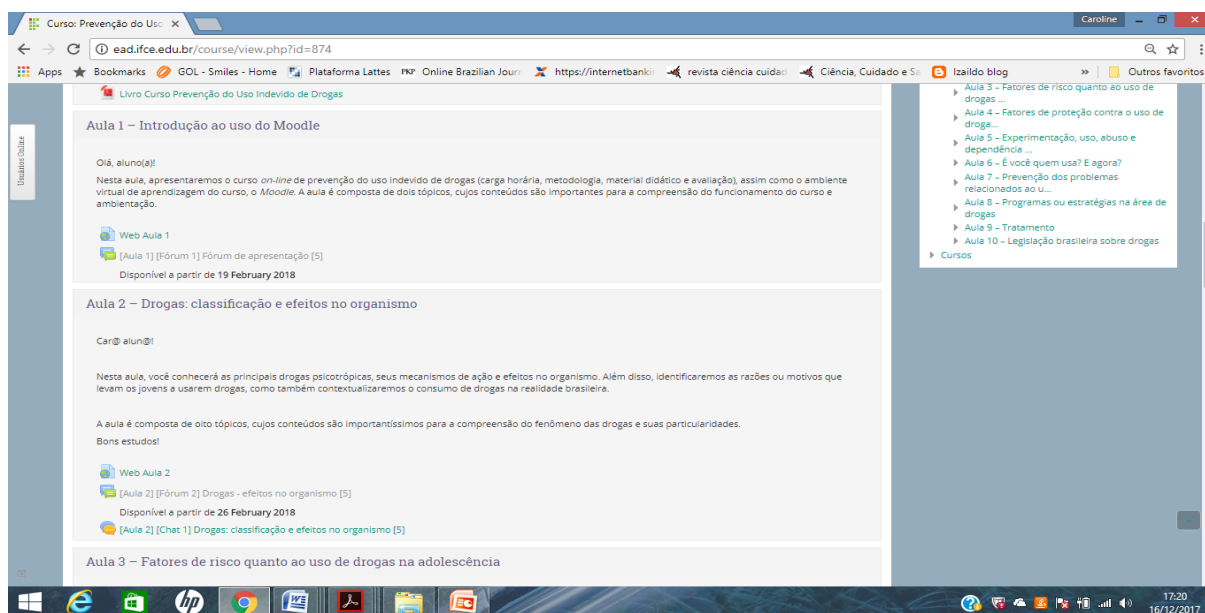 Curso: Prevenção do Uso
Caroline
ead.ifce.edu.br/course/view.php?id=874
Apps
Bookmarks
GOL - Smiles - Home
Plataforma Lattes
PKP
Online Brazilian Journ
https://internetbankin
revista ciência cuidad
Ciência, Cuidado e Sa
Izaildo blog
»
Outros favoritos
Usuários Online
Livro Curso Prevenção do Uso Indevido de Drogas
Aula 1 – Introdução ao uso do Moodle
Olá, aluno(a)!
Nesta aula, apresentaremos o curso on-line de prevenção do uso indevido de drogas (carga horária, metodologia, material didático e avaliação), assim como o ambiente
virtual de aprendizagem do curso, o Moodle. A aula é composta de dois tópicos, cujos conteúdos são importantes para a compreensão do funcionamento do curso e
ambientação.
Web Aula 1
[Aula 1] [Fórum 1] Fórum de apresentação [5]
Disponível a partir de 19 February 2018
Aula 2 – Drogas: classificação e efeitos no organismo
Car@ alun@!
Nesta aula, você conhecerá as principais drogas psicotrópicas, seus mecanismos de ação e efeitos no organismo. Além disso, identificaremos as razões ou motivos que
levam os jovens a usarem drogas, como também contextualizaremos o consumo de drogas na realidade brasileira.
A aula é composta de oito tópicos, cujos conteúdos são importantíssimos para a compreensão do fenômeno das drogas e suas particularidades.
Bons estudos!
Web Aula 2
[Aula 2] [Fórum 2] Drogas - efeitos no organismo [5]
Disponível a partir de 26 February 2018
[Aula 2] [Chat 1] Drogas: classificação e efeitos no organismo [5]
Aula 3 – Fatores de risco quanto ao uso de drogas na adolescência
Aula 3 – Fatores de risco quanto ao uso de
drogas ...
Aula 4 – Fatores de proteção contra o uso de
droga...
Aula 5 – Experimentação, uso, abuso e
dependência ...
Aula 6 – É você quem usa? E agora?
Aula 7 – Prevenção dos problemas
relacionados ao u...
Aula 8 – Programas ou estratégias na área de
drogas
Aula 9 – Tratamento
Aula 10 – Legislação brasileira sobre drogas
Cursos
hp
17:20
16/12/2017